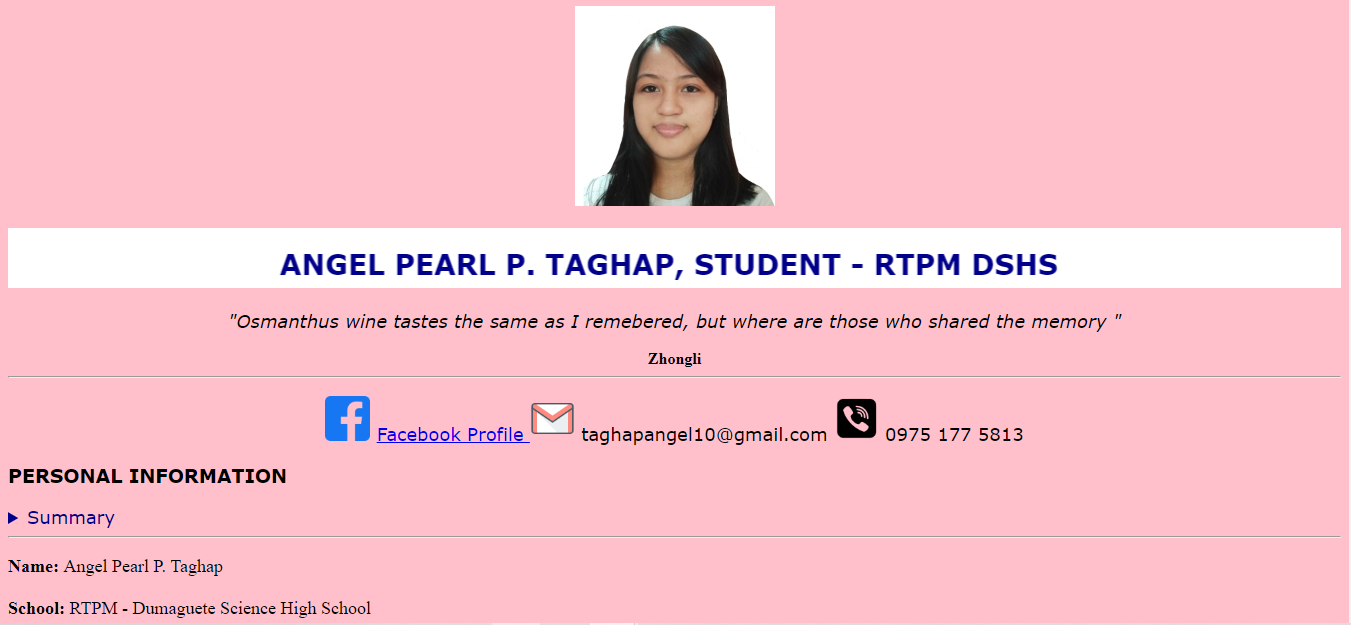 ANGEL PEARL P. TAGHAP, STUDENT - RTPM DSHS
"Osmanthus wine tastes the same as I remebered, but where are those who shared the memory "
Zhongli
Facebook Profile taghapangel10@gmail.com 0975 177 5813
PERSONAL INFORMATION
Summary
Name: Angel Pearl P. Taghap
School: RTPM - Dumaguete Science High School